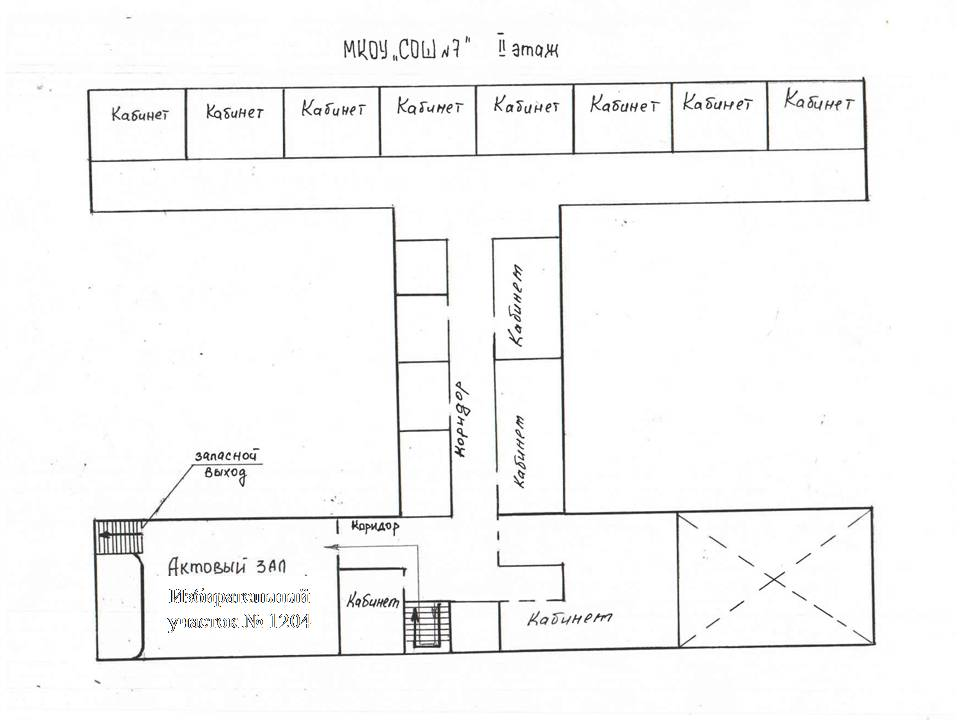 МКОУ „СОШ №7" II этаж
Кабинет
Кабинет
Кабинет
Кабинет
Кабинет
Кабинет
Кабинет
Кабинет
Кабинет
Коридор
Кабинет
запасной
выход
Коридор
Актовый зал
Избирательный
участок № 1204
Кабинет
Кабинет